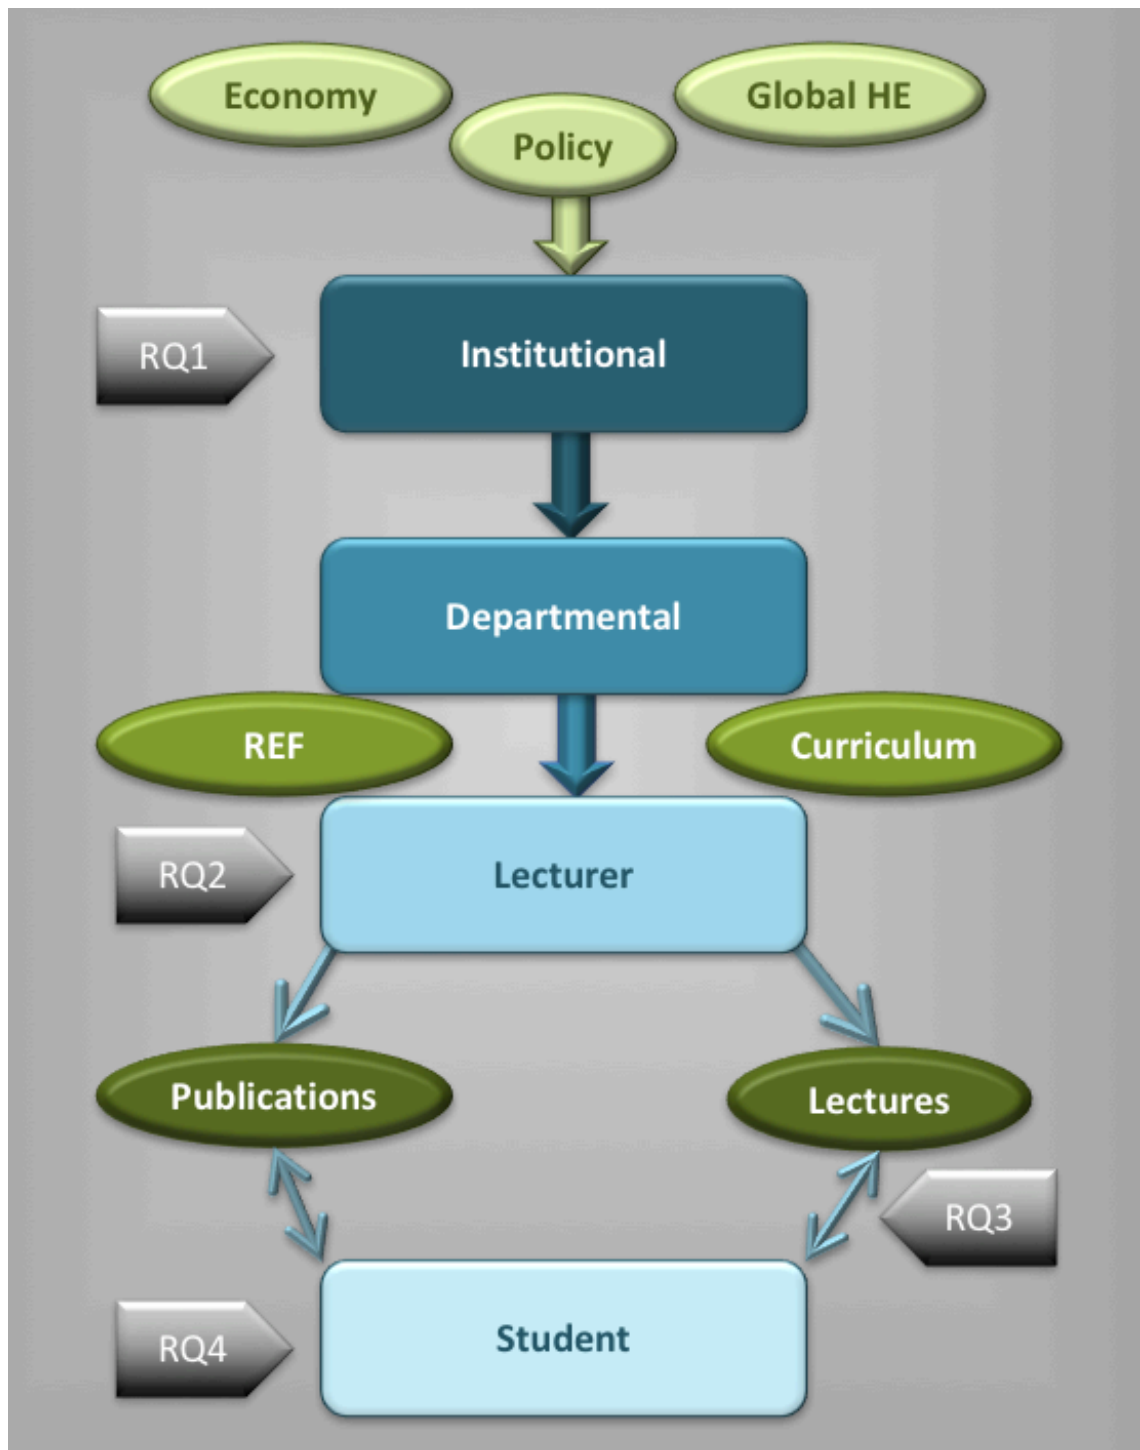 Economy
Global HE
Policy
RQ1
Institutional
Departmental
REF
Curriculum
RQ2
Lecturer
Publications
Lectures
RQ3
RQ4
Student